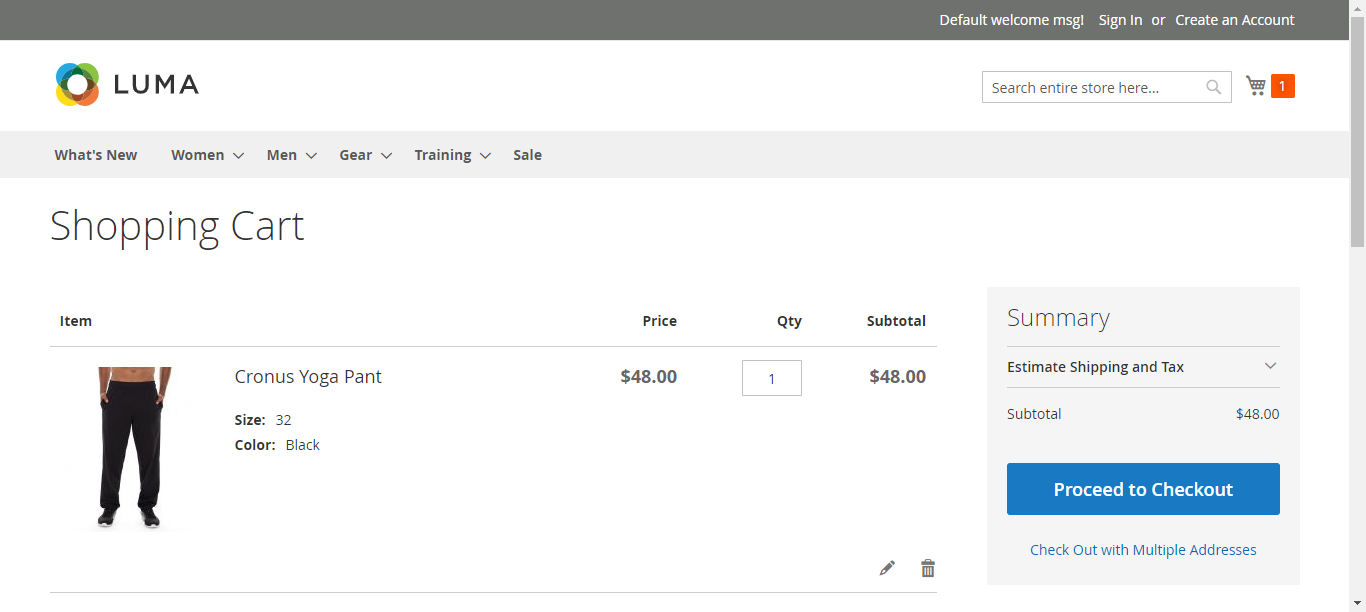 Default welcome msg! Sign In or Create an Account
LUMA
Search entire store here...
1
What's New Women Men Gear Training Sale
Shopping Cart
Item Price Qty Subtotal
Cronus Yoga Pant $48.00 1 $48.00
Size: 32
Color: Black
Summary
Estimate Shipping and Tax
Subtotal $48.00
Proceed to Checkout
Check Out with Multiple Addresses